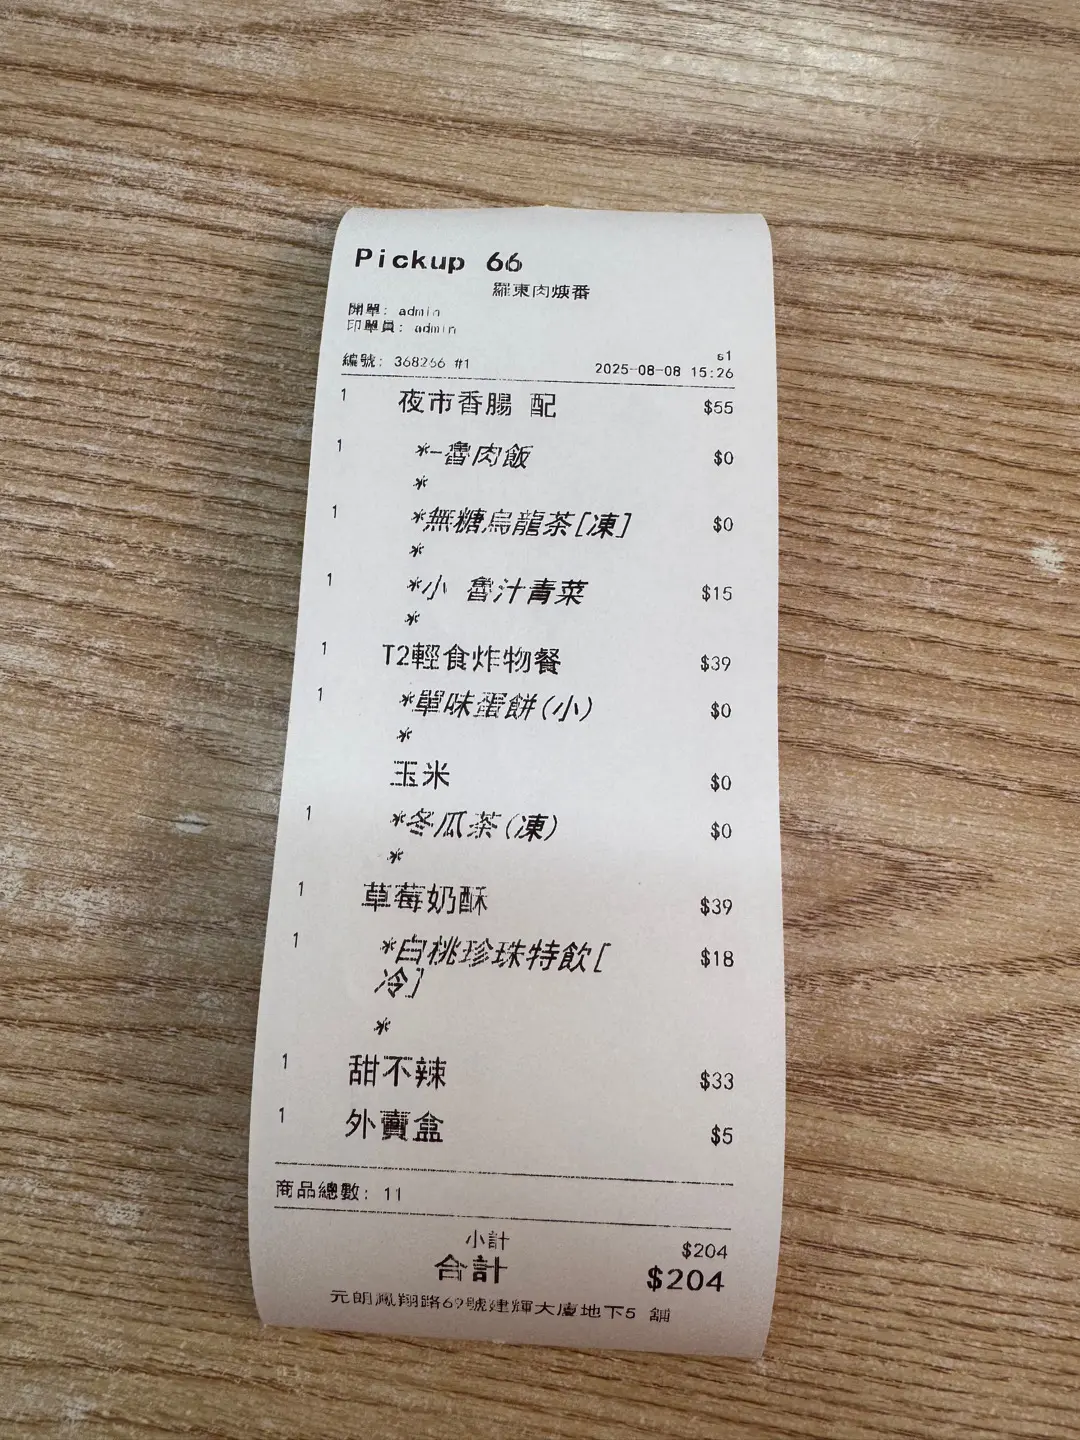 Pickup 66
羅東肉焿番
開單: admin
印單員: admin
s1
編號: 368266 #1 2025-08-08 15:26
1 夜市香腸 配 $55
1 *-魯肉飯 $0
*
1 *無糖烏龍茶[凍] $0
*
1 *小 魯汁青菜 $15
*
1 T2輕食炸物餐 $39
1 *單味蛋餅(小) $0
*
玉米 $0
1 *冬瓜茶(凍) $0
*
1 草莓奶酥 $39
1 *白桃珍珠特飲[ $18
冷]
*
1 甜不辣 $33
1 外賣盒 $5
商品總數: 11
小計 $204
合計 $204
元朗鳳翔路69號建輝大廈地下5 舖